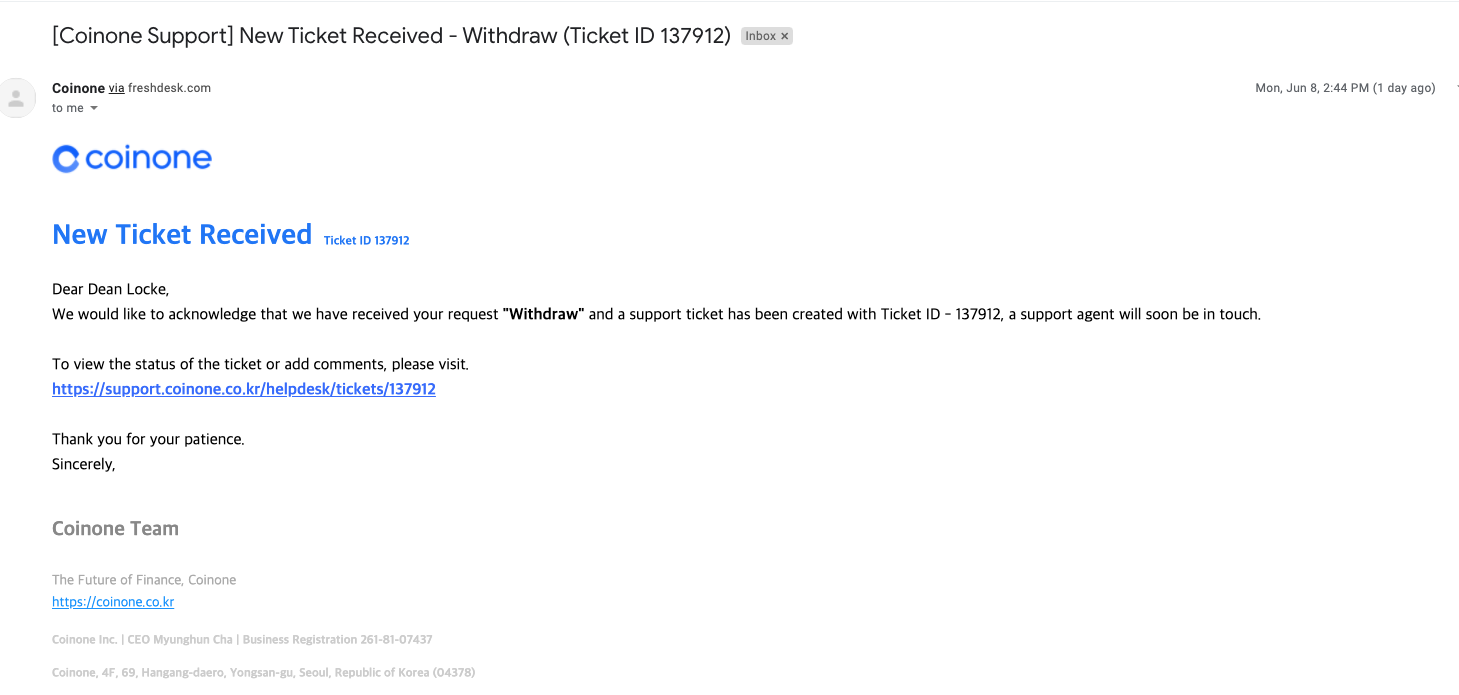 [Coinone Support] New Ticket Received - Withdraw (Ticket ID 137912) Inbox ×
Coinone via freshdesk.com Mon, Jun 8, 2:44 PM (1 day ago)
to me
coinone
New Ticket Received Ticket ID 137912
Dear Dean Locke,
We would like to acknowledge that we have received your request "Withdraw" and a support ticket has been created with Ticket ID - 137912, a support agent will soon be in touch.
To view the status of the ticket or add comments, please visit.
https://support.coinone.co.kr/helpdesk/tickets/137912
Thank you for your patience.
Sincerely,
Coinone Team
The Future of Finance, Coinone
https://coinone.co.kr
Coinone Inc. | CEO Myunghun Cha | Business Registration 261-81-07437
Coinone, 4F, 69, Hangang-daero, Yongsan-gu, Seoul, Republic of Korea (04378)